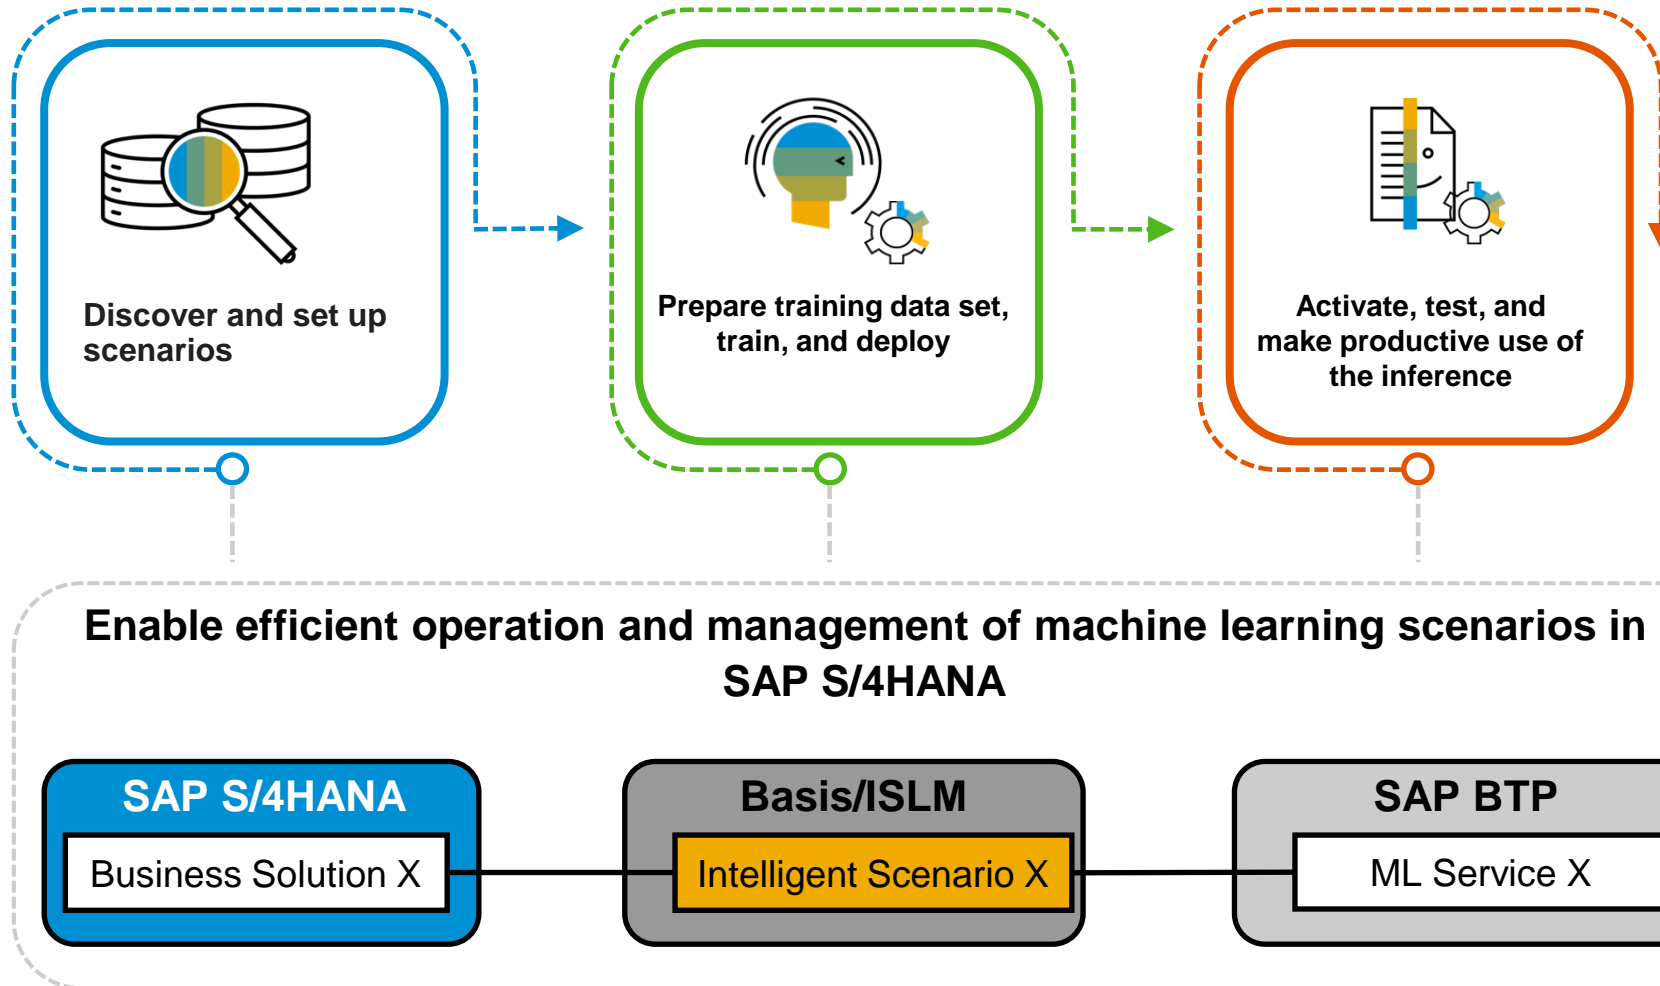 Discover and set up
scenarios
Prepare training data set,
train, and deploy
Activate, test, and
make productive use of
the inference
Enable efficient operation and management of machine learning scenarios in
SAP S/4HANA
SAP S/4HANA
Business Solution X
Basis/ISLM
Intelligent Scenario X
SAP BTP
ML Service X